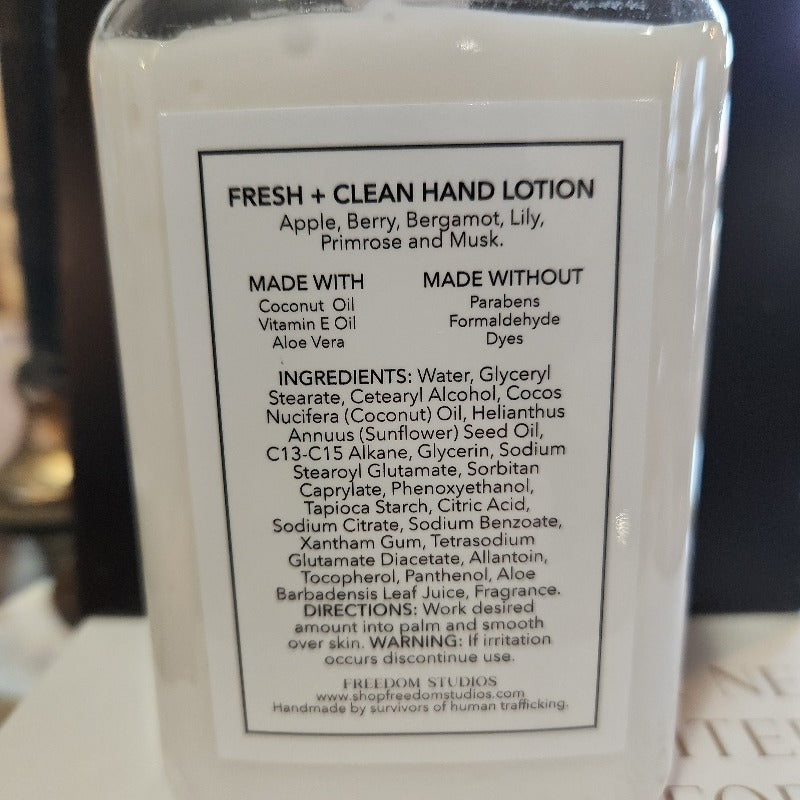 FRESH + CLEAN HAND LOTION
Apple, Berry, Bergamot, Lily,
Primrose and Musk.
MADE WITH
Coconut Oil
Vitamin E Oil
Aloe Vera
MADE WITHOUT
Parabens
Formaldehyde
Dyes
INGREDIENTS: Water, Glyceryl
Stearate, Cetearyl Alcohol, Cocos
Nucifera (Coconut) Oil, Helianthus
Annuus (Sunflower) Seed Oil,
C13-C15 Alkane, Glycerin, Sodium
Stearoyl Glutamate, Sorbitan
Caprylate, Phenoxyethanol,
Tapioca Starch, Citric Acid,
Sodium Citrate, Sodium Benzoate,
Xantham Gum, Tetrasodium
Glutamate Diacetate, Allantoin,
Tocopherol, Panthenol, Aloe
Barbadensis Leaf Juice, Fragrance.
DIRECTIONS: Work desired
amount into palm and smooth
over skin. WARNING: If irritation
occurs discontinue use.
FREEDOM STUDIOS
www.shopfreedomstudios.com
Handmade by survivors of human trafficking.